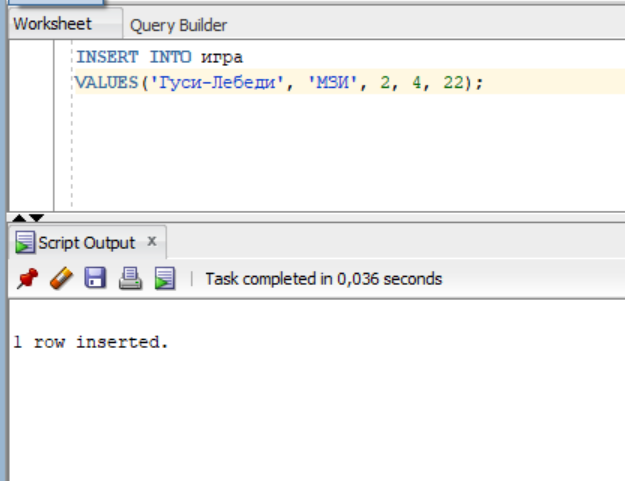 Worksheet Query Builder
INSERT INTO игра
VALUES('Гуси-Лебеди', 'МЗИ', 2, 4, 22);
Script Output x
Task completed in 0,036 seconds
1 row inserted.